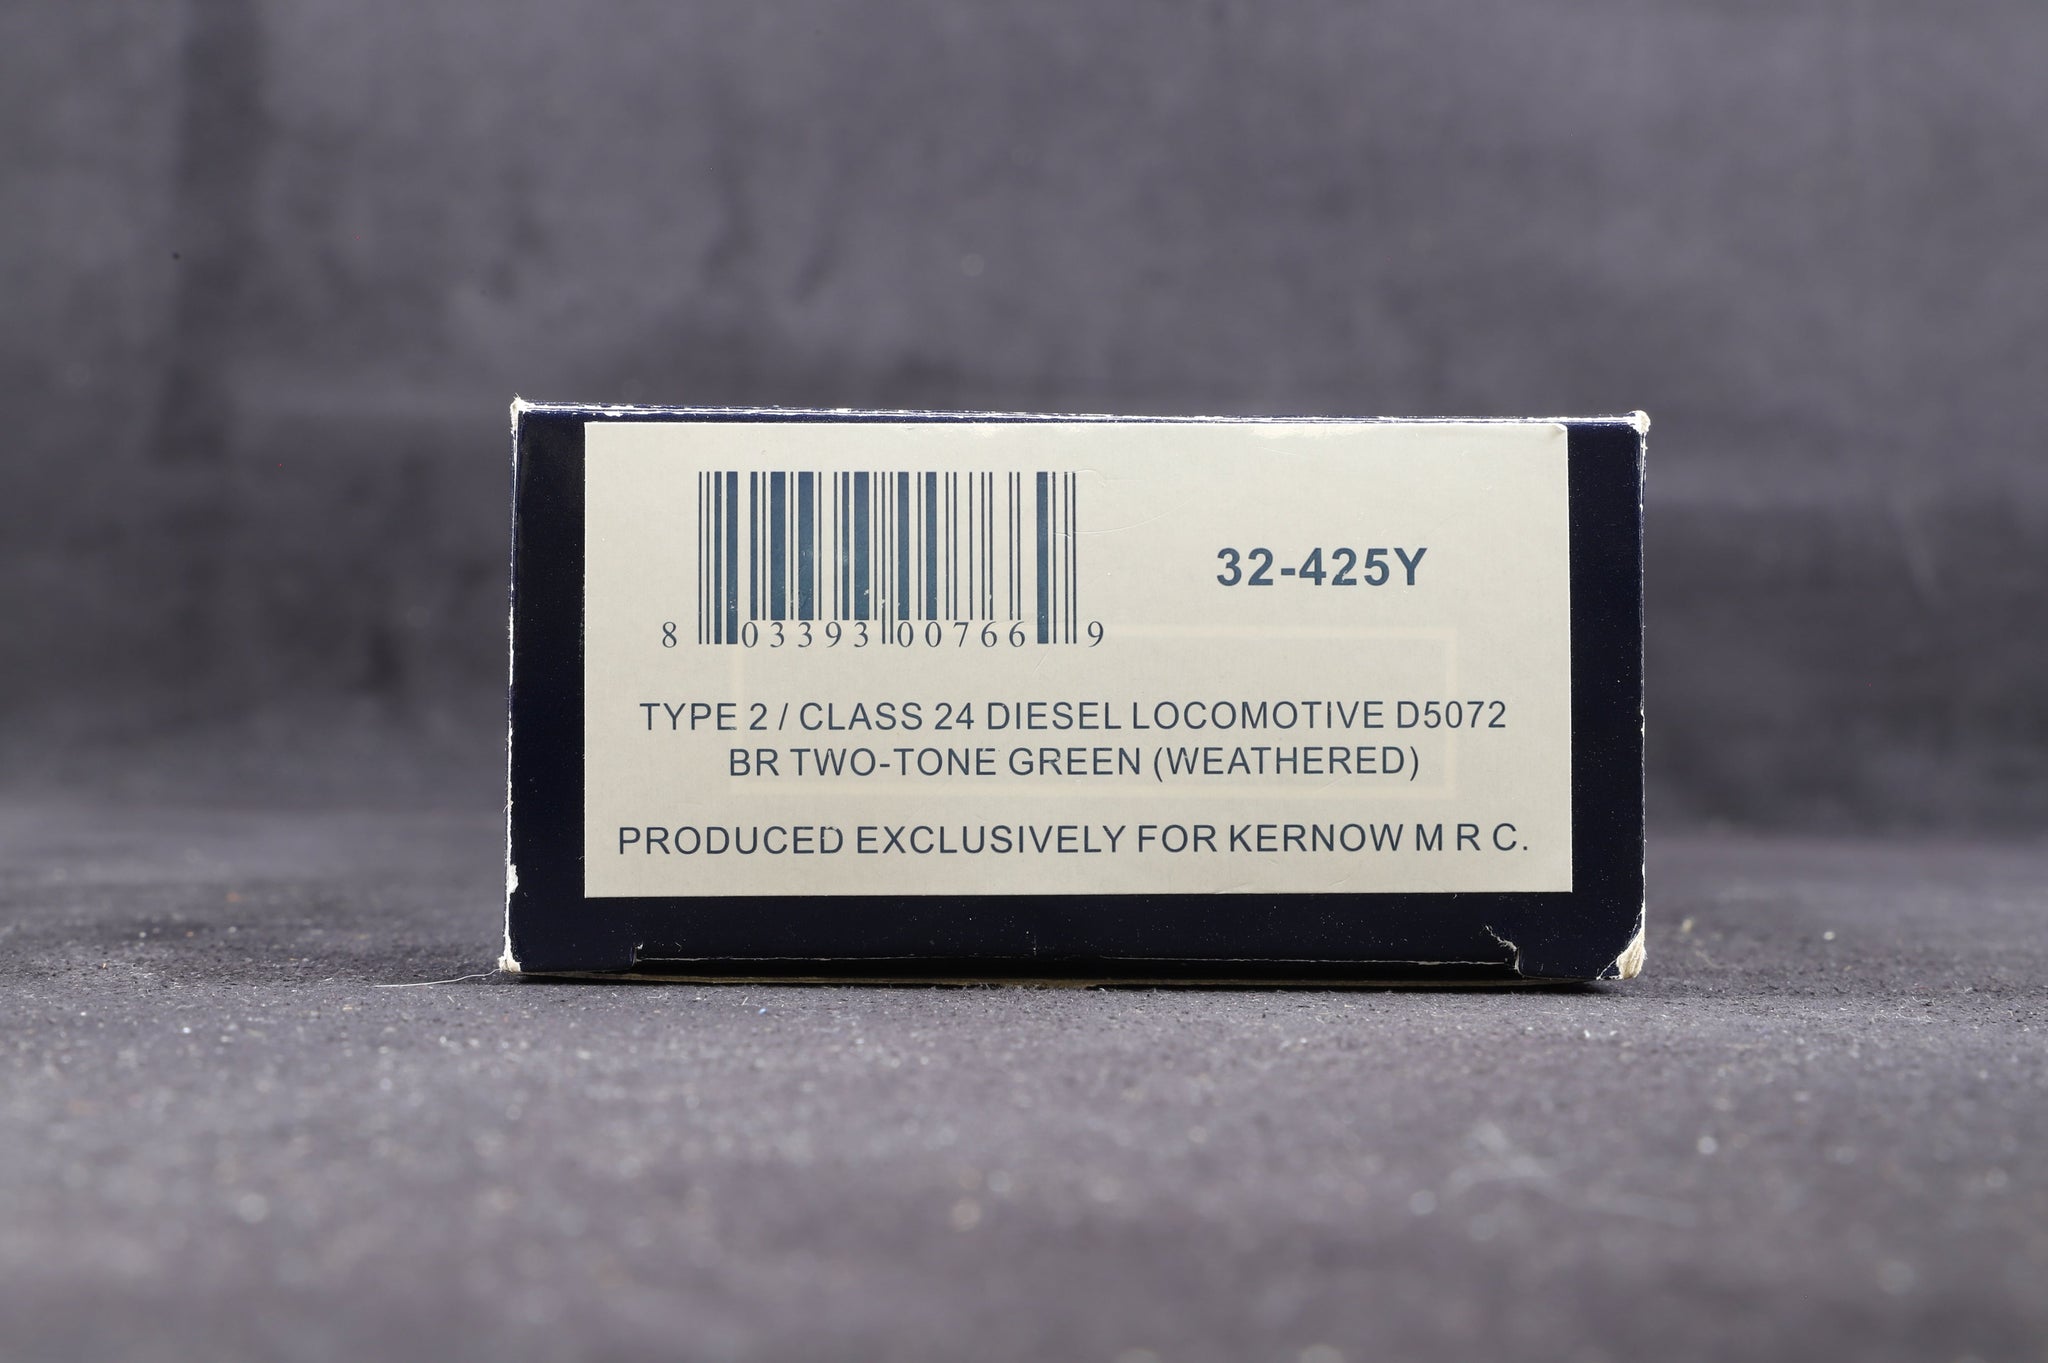 32-425Y
8 03393 00766 9
TYPE 2 / CLASS 24 DIESEL LOCOMOTIVE D5072
BR TWO-TONE GREEN (WEATHERED)
PRODUCED EXCLUSIVELY FOR KERNOW M R C.